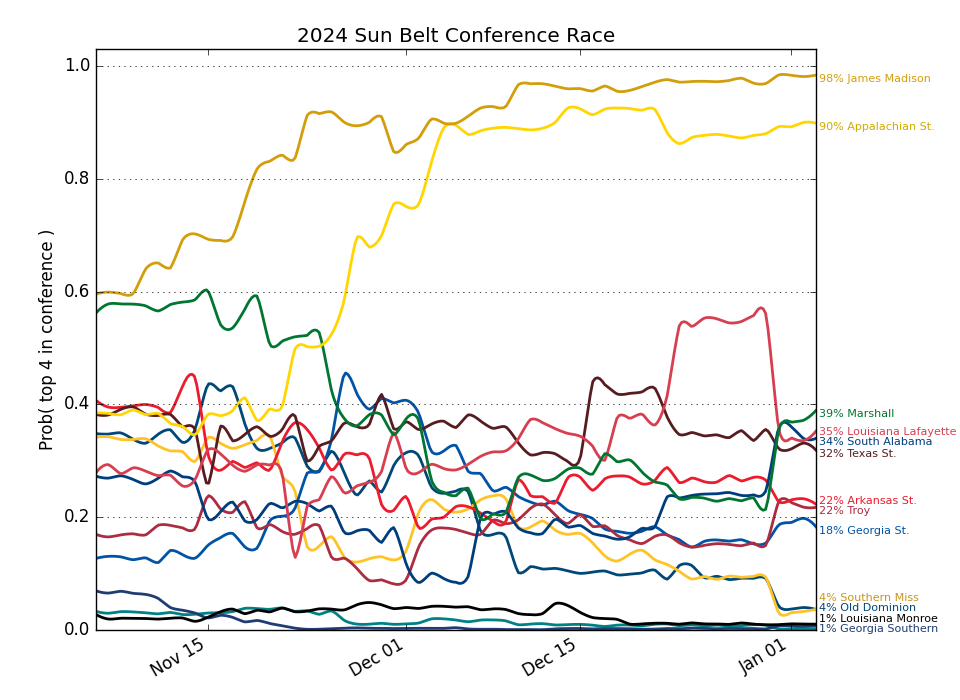 2024 Sun Belt Conference Race
1.0
0.8
0.6
0.4
0.2
0.0
Prob( top 4 in conference )
Nov 15
Dec 01
Dec 15
Jan 01
98% James Madison
90% Appalachian St.
39% Marshall
35% Louisiana Lafayette
34% South Alabama
32% Texas St.
22% Arkansas St.
22% Troy
18% Georgia St.
4% Southern Miss
4% Old Dominion
1% Louisiana Monroe
1% Georgia Southern